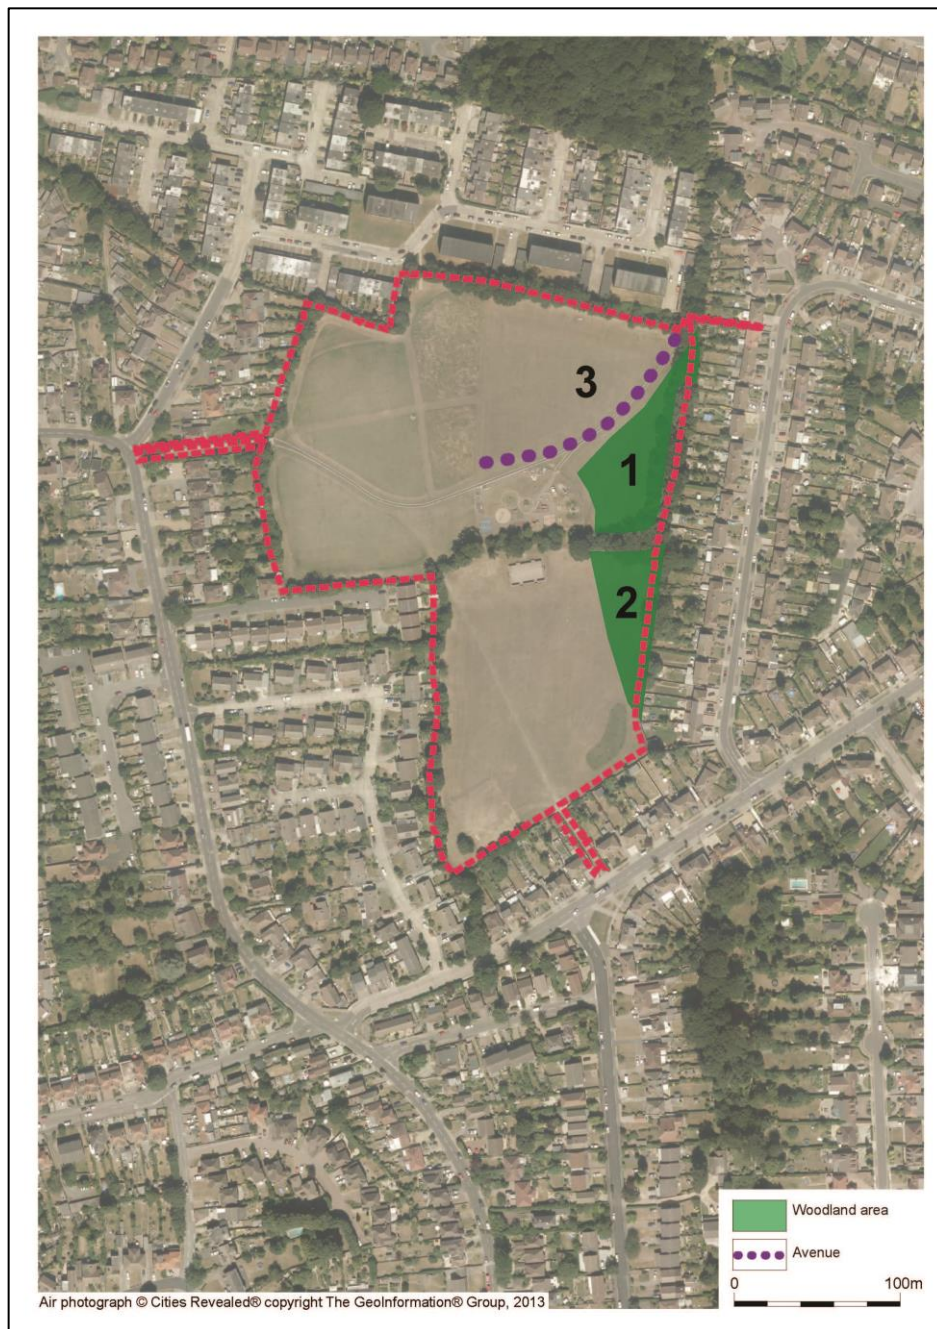 3
1
2
Woodland area
Avenue
0 100m
Air photograph © Cities Revealed® copyright The GeoInformation® Group, 2013